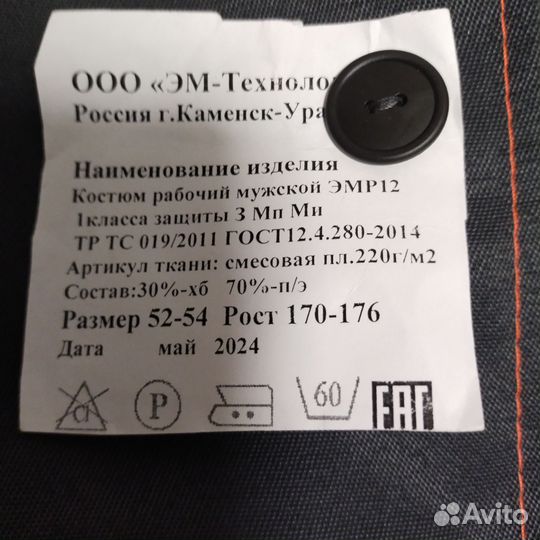 ООО «ЭМ-Техноло
Россия г.Каменск-Ура
Наименование изделия
Костюм рабочий мужской ЭМР12
1класса защиты З Мп Ми
ТР ТС 019/2011 ГОСТ12.4.280-2014
Артикул ткани: смесовая пл.220г/м2
Состав:30%-хб 70%-п/э
Размер 52-54 Рост 170-176
Дата май 2024
Cl P 60 ЕАС
Avito